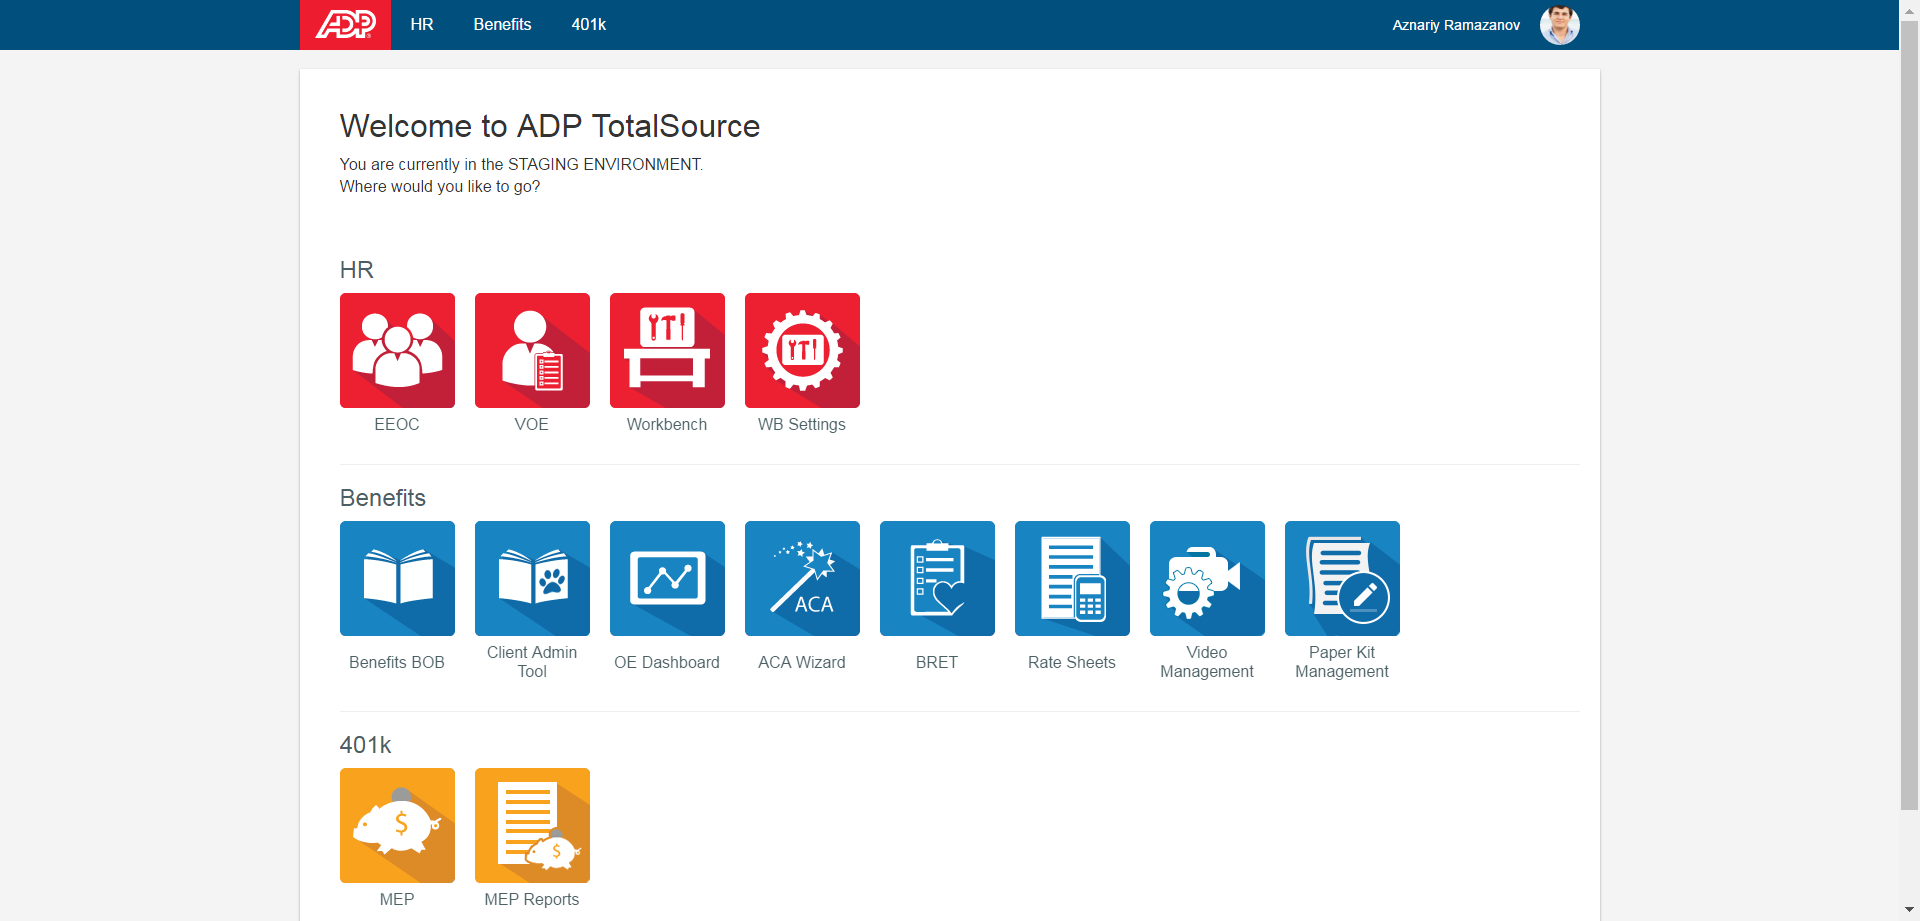 ADP
HR
Benefits
401k
Aznariy Ramazanov
Welcome to ADP TotalSource
You are currently in the STAGING ENVIRONMENT.
Where would you like to go?
HR
EEOC
VOE
Workbench
WB Settings
Benefits
ACA
Benefits BOB
Client Admin
Tool
OE Dashboard
ACA Wizard
BRET
Rate Sheets
Video
Management
Paper Kit
Management
401k
$
$
MEP
MEP Reports